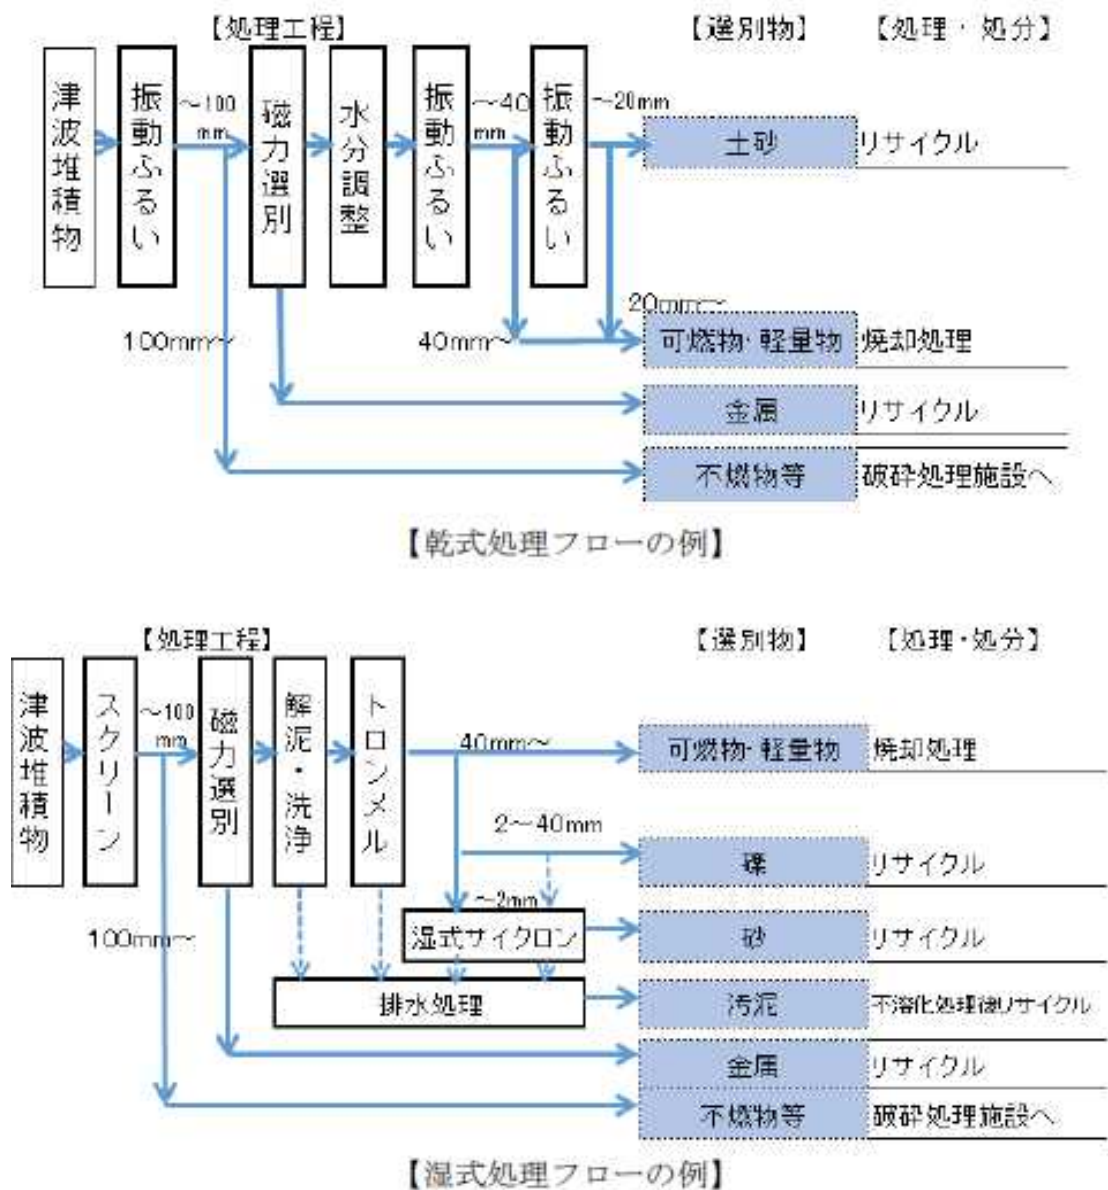 【処理工程】 【選別物】 【処理・処分】
津波堆積物
振動ふるい
～100mm
磁力選別
水分調整
振動ふるい
～40mm
振動ふるい
～20mm
土砂 リサイクル
100mm～
40mm～
20mm～
可燃物・軽量物 焼却処理
金属 リサイクル
不燃物等 破砕処理施設へ
【乾式処理フローの例】
【処理工程】 【選別物】 【処理・処分】
津波堆積物
スクリーン
～100mm
磁力選別
解泥・洗浄
トロンメル
40mm～
可燃物・軽量物 焼却処理
2～40mm
礫 リサイクル
～2mm
湿式サイクロン
砂 リサイクル
100mm～
排水処理
汚泥 不溶化処理後リサイクル
金属 リサイクル
不燃物等 破砕処理施設へ
【湿式処理フローの例】